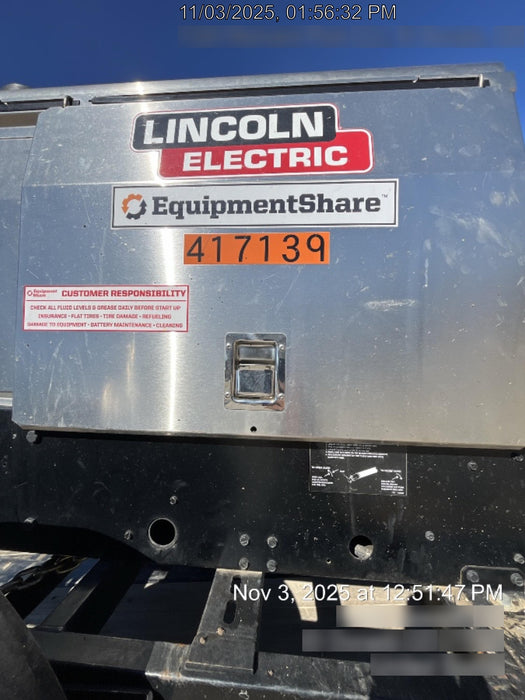 11/03/2025, 01:56:32 PM
LINCOLN
ELECTRIC
EquipmentShare™
417139
EquipmentShare CUSTOMER RESPONSIBILITY
CHECK ALL FLUID LEVELS & GREASE DAILY BEFORE START UP
INSURANCE • FLAT TIRES • TIRE DAMAGE • REFUELING
DAMAGE TO EQUIPMENT • BATTERY MAINTENANCE • CLEANING
Nov 3, 2025 at 12:51:47 PM